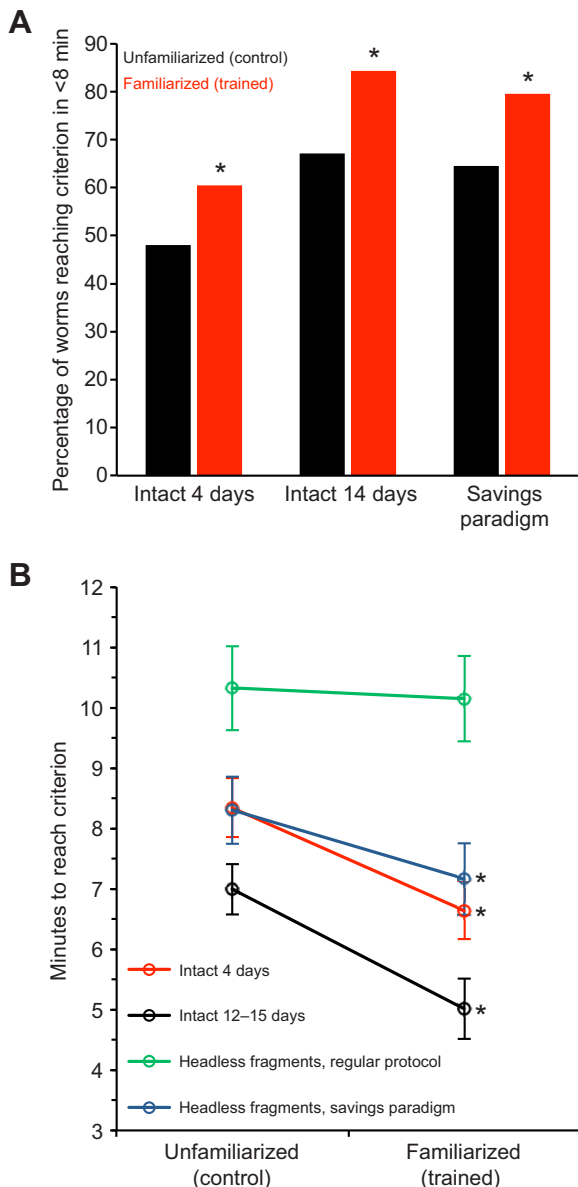 A
Percentage of worms reaching criterion in <8 min
90
80
70
60
50
40
30
20
10
0
Unfamiliarized (control)
Familiarized (trained)
*
*
*
Intact 4 days
Intact 14 days
Savings
paradigm
B
Minutes to reach criterion
12
11
10
9
8
7
6
5
4
3
*
*
*
Intact 4 days
Intact 12–15 days
Headless fragments, regular protocol
Headless fragments, savings paradigm
Unfamiliarized
(control)
Familiarized
(trained)